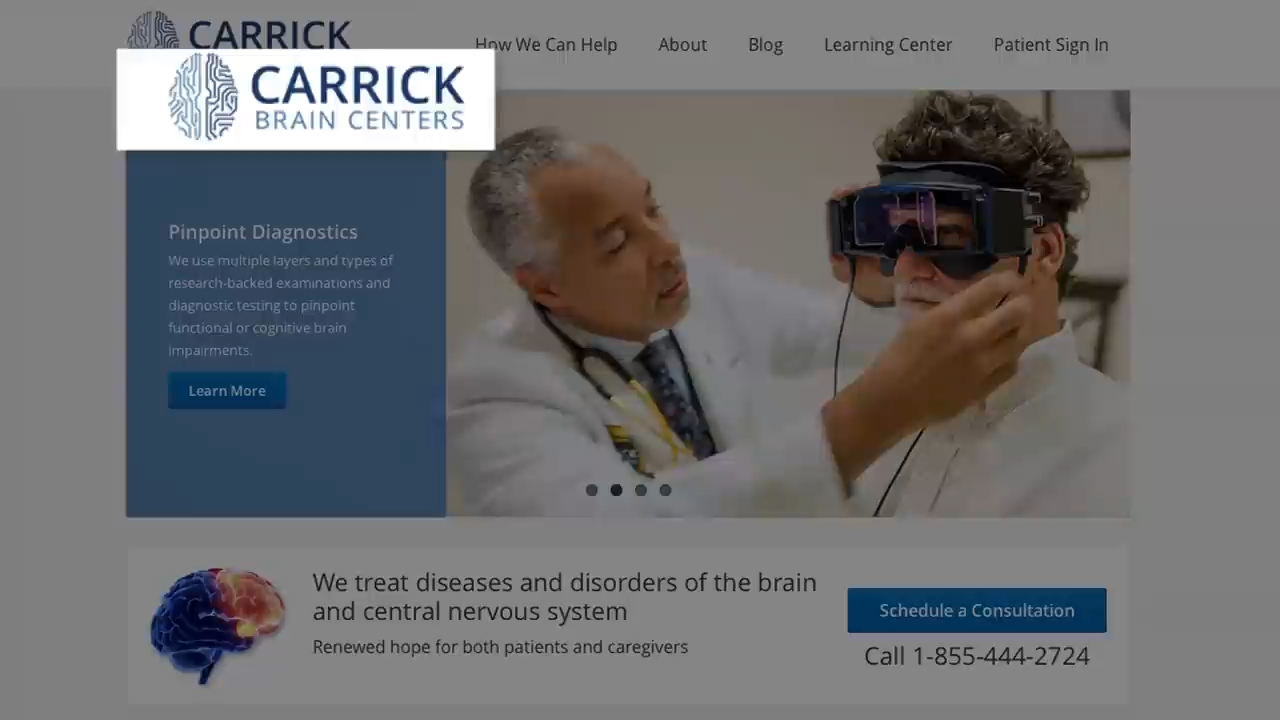 CARRICK
How We Can Help
About
Blog
Learning Center
Patient Sign In
CARRICK
BRAIN CENTERS
Pinpoint Diagnostics
We use multiple layers and types of
research-backed examinations and
diagnostic testing to pinpoint
functional or cognitive brain
impairments.
Learn More
We treat diseases and disorders of the brain
and central nervous system
Renewed hope for both patients and caregivers
Schedule a Consultation
Call 1-855-444-2724